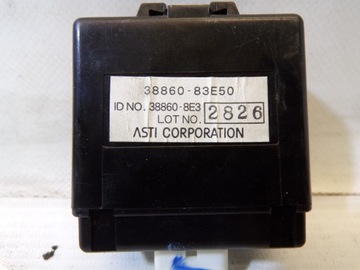 38860-83E50
ID NO. 38860-8E3
LOT NO. 2826
ASTI CORPORATION